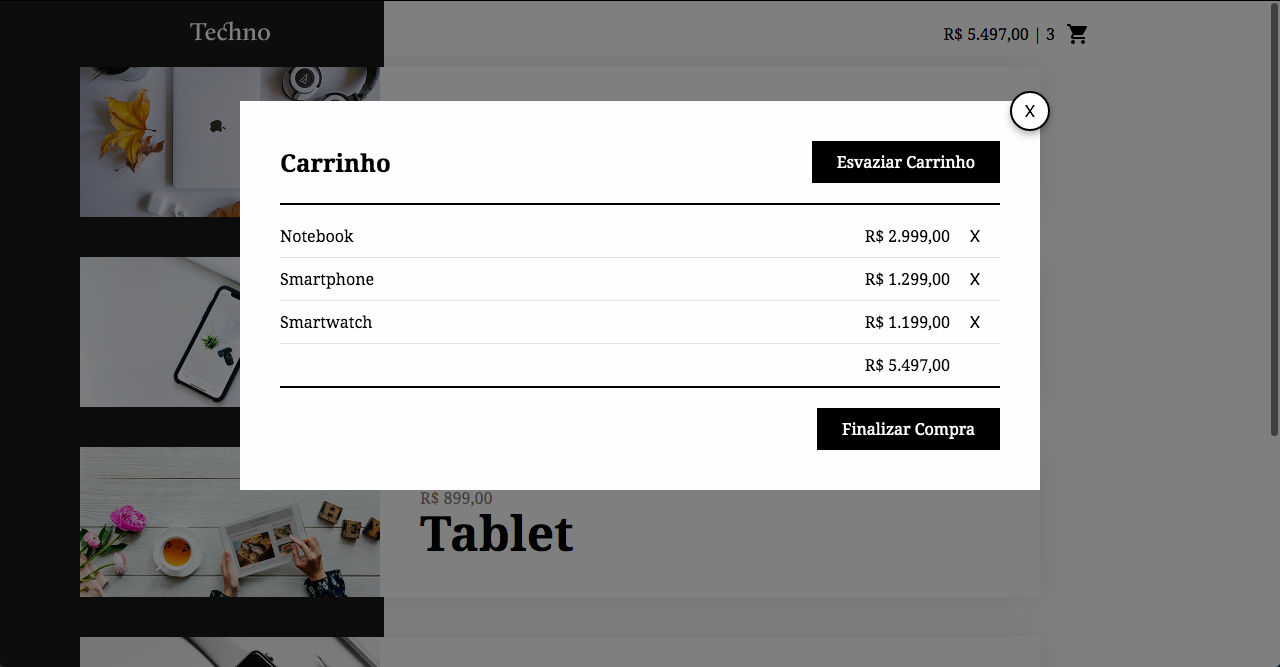 Techno
R$ 5.497,00 | 3
X
Carrinho
Esvaziar Carrinho
Notebook R$ 2.999,00 X
Smartphone R$ 1.299,00 X
Smartwatch R$ 1.199,00 X
R$ 5.497,00
Finalizar Compra
R$ 899,00
Tablet